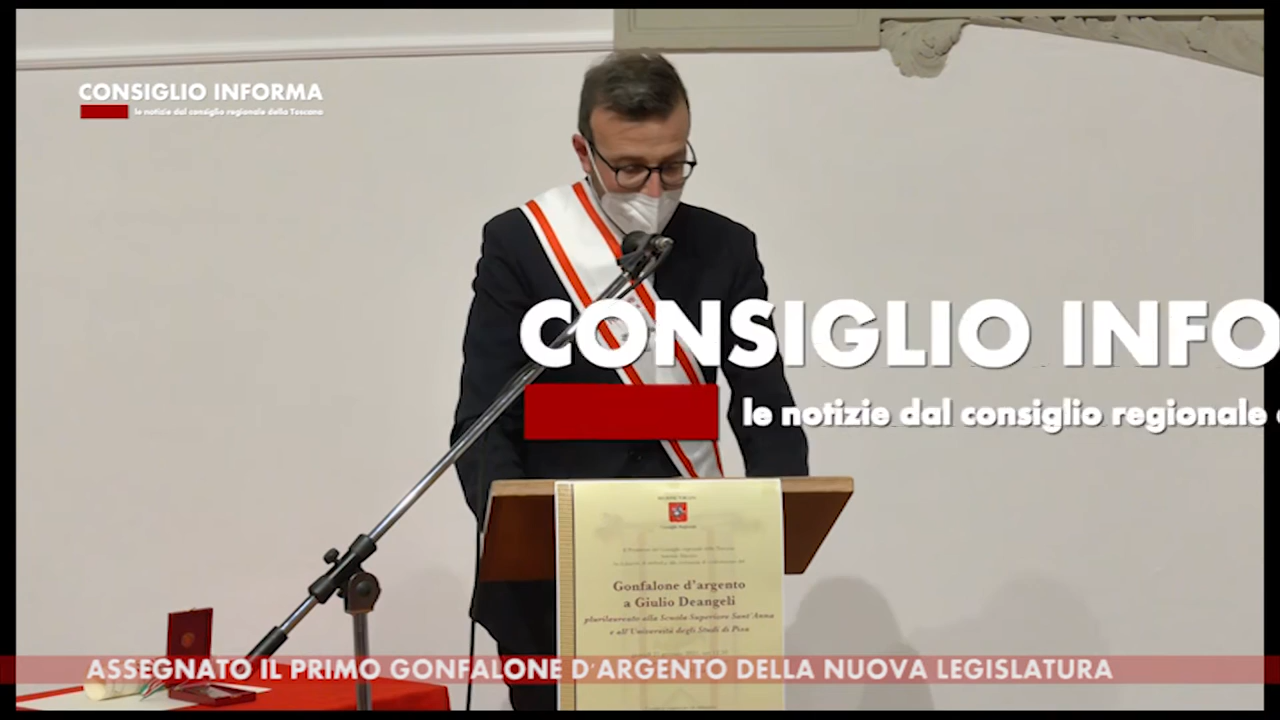 CONSIGLIO INFORMA
le notizie dal consiglio regionale della Toscana
CONSIGLIO INFO
le notizie dal consiglio regionale
Gonfalone d'argento
a Giulio Deangeli
plurilaureato alla Scuola Superiore Sant'Anna
e all'Università degli Studi di Pisa
ASSEGNATO IL PRIMO GONFALONE D'ARGENTO DELLA NUOVA LEGISLATURA